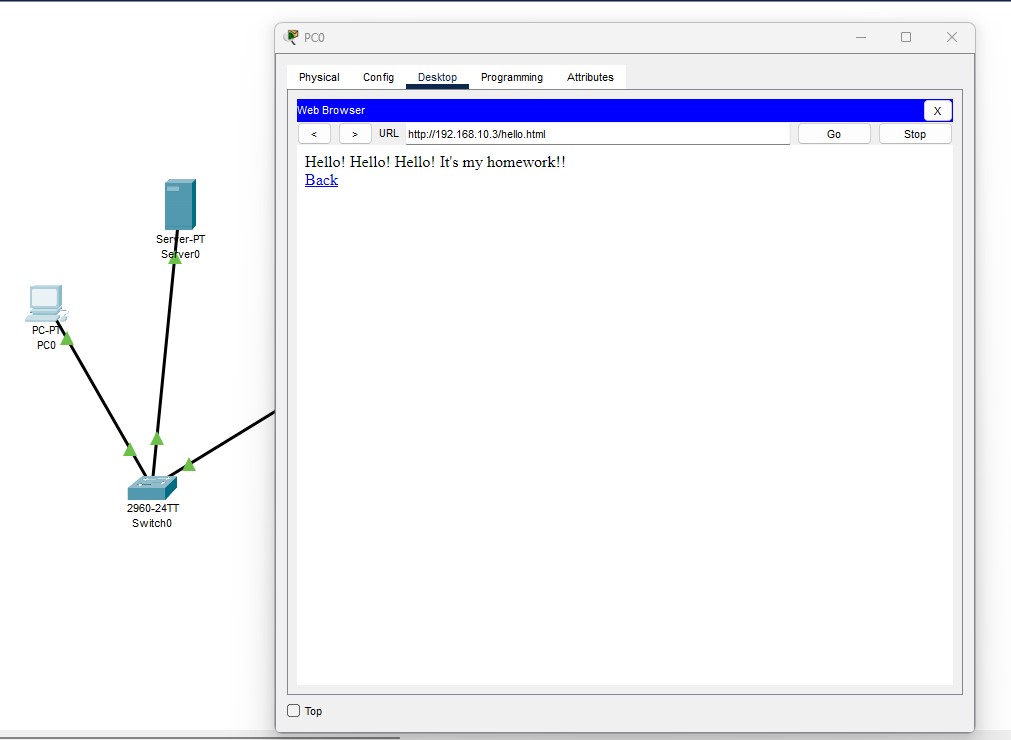 PC0
Physical Config Desktop Programming Attributes
Web Browser X
< > URL http://192.168.10.3/hello.html Go Stop
Hello! Hello! Hello! It's my homework!!
Back
Server-PT
Server0
PC-PT
PC0
2960-24TT
Switch0
Top